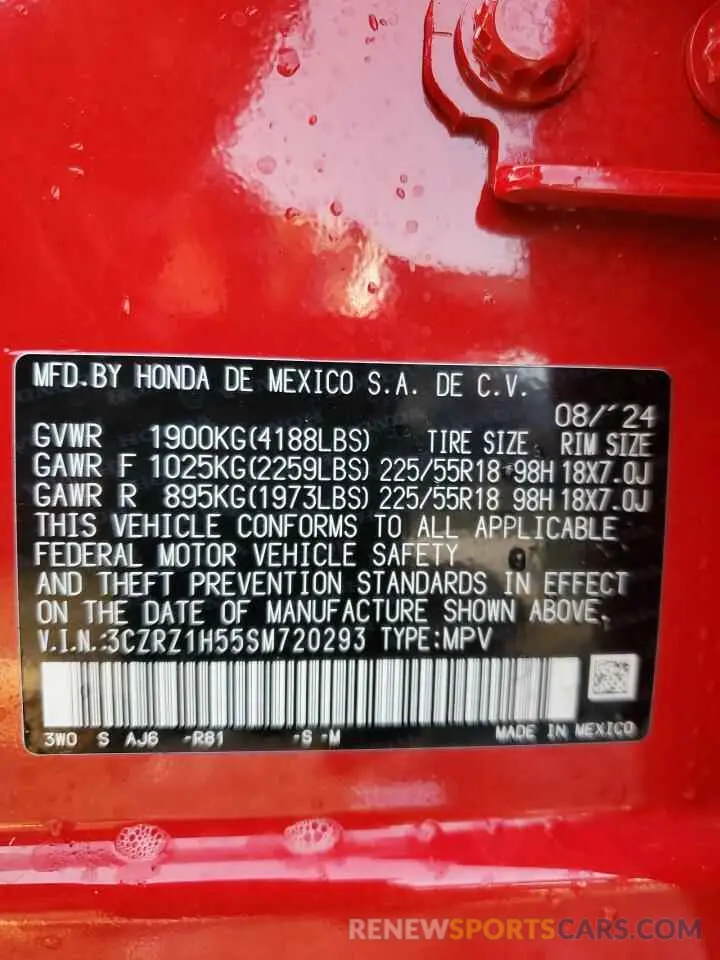 MFD.BY HONDA DE MEXICO S.A. DE C.V.
08/´24
GVWR 1900KG(4188LBS) TIRE SIZE RIM SIZE
GAWR F 1025KG(2259LBS) 225/55R18 98H 18X7.0J
GAWR R 895KG(1973LBS) 225/55R18 98H 18X7.0J
THIS VEHICLE CONFORMS TO ALL APPLICABLE
FEDERAL MOTOR VEHICLE SAFETY
AND THEFT PREVENTION STANDARDS IN EFFECT
ON THE DATE OF MANUFACTURE SHOWN ABOVE.
V.I.N.:3CZRZ1H55SM720293 TYPE:MPV
3W0 S AJ6 -R81 -S -M MADE IN MEXICO
RENEWSPORTSCARS.COM